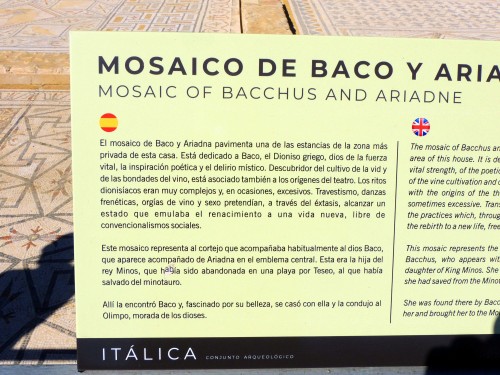 MOSAICO DE BACO Y ARIA
MOSAIC OF BACCHUS AND ARIADNE
El mosaico de Baco y Ariadna pavimenta una de las estancias de la zona más
privada de esta casa. Está dedicado a Baco, el Dioniso griego, dios de la fuerza
vital, la inspiración poética y el delirio místico. Descubridor del cultivo de la vid y
de las bondades del vino, está asociado también a los orígenes del teatro. Los ritos
dionisíacos eran muy complejos y, en ocasiones, excesivos. Travestismo, danzas
frenéticas, orgías de vino y sexo pretendían, a través del éxtasis, alcanzar un
estado que emulaba el renacimiento a una vida nueva, libre de
convencionalismos sociales.
Este mosaico representa al cortejo que acompañaba habitualmente al dios Baco,
que aparece acompañado de Ariadna en el emblema central. Esta era la hija del
rey Minos, que había sido abandonada en una playa por Teseo, al que había
salvado del minotauro.
Allí la encontró Baco y, fascinado por su belleza, se casó con ella y la condujo al
Olimpo, morada de los dioses.
The mosaic of Bacchus an
area of this house. It is de
vital strength, of the poetic
of the vine cultivation and o
with the origins of the th
sometimes excessive. Trans
the practices which, through
the rebirth to a new life, free
This mosaic represents the
Bacchus, who appears with
daughter of King Minos. She
she had saved from the Minot
She was found there by Bacc
her and brought her to the Mo
ITÁLICA CONJUNTO ARQUEOLÓGICO